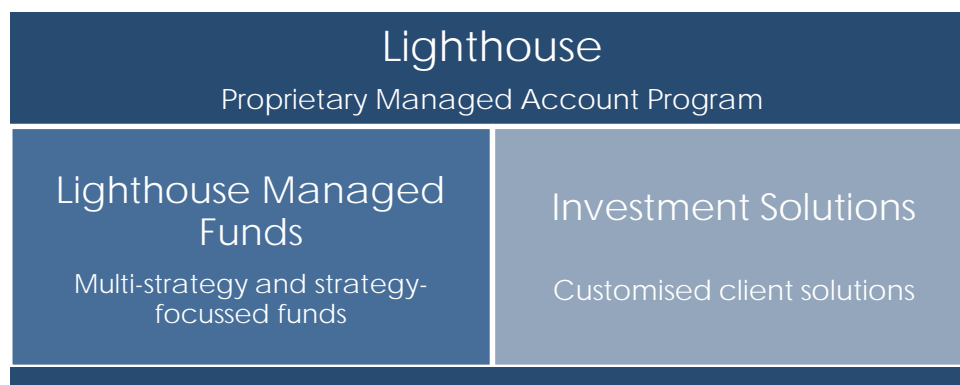 Lighthouse
Proprietary Managed Account Program
Lighthouse Managed
Funds
Multi-strategy and strategy-
focussed funds
Investment Solutions
Customised client solutions